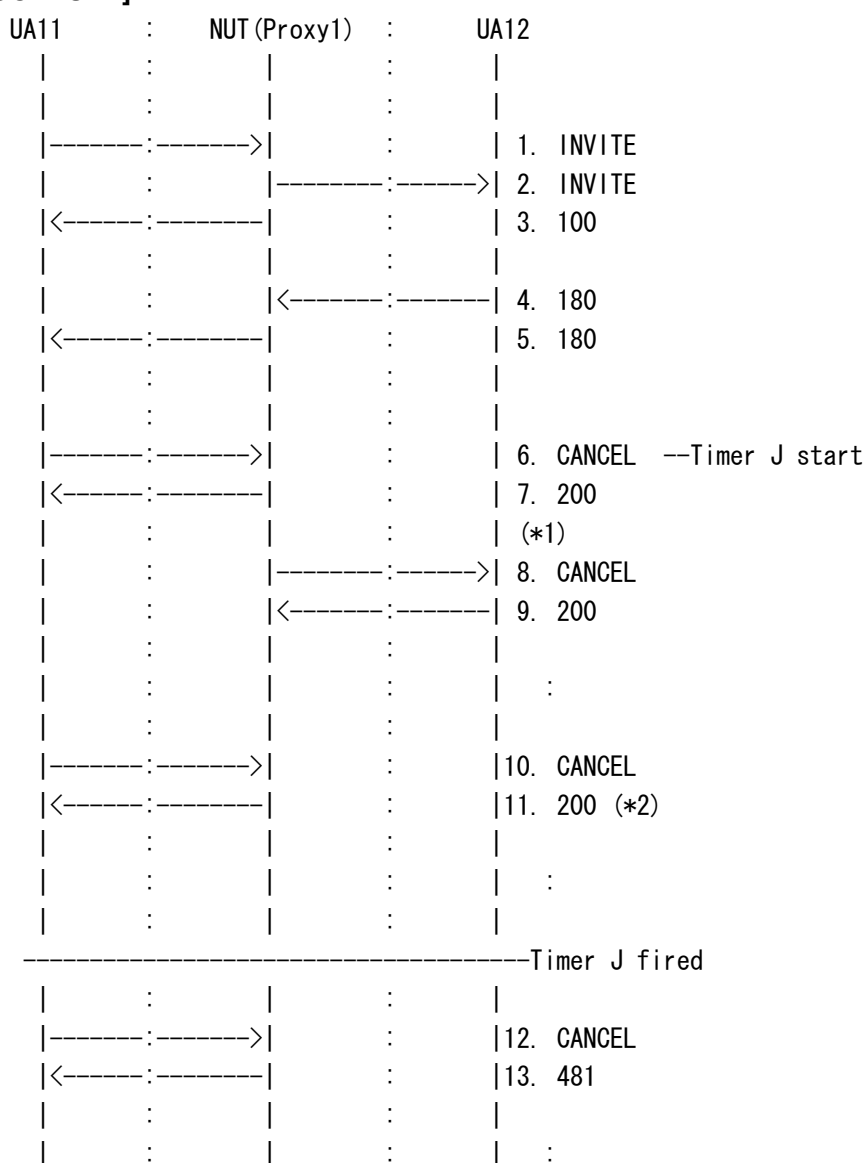 UA11 : NUT(Proxy1) : UA12
| : | : |
| : | : |
|------:------->| : | 1. INVITE
| : |-------:------>| 2. INVITE
|<------:-------| : | 3. 100
| : | : |
| : |<------:-------| 4. 180
|<------:-------| : | 5. 180
| : | : |
| : | : |
|------:------->| : | 6. CANCEL --Timer J start
|<------:-------| : | 7. 200
| : | : | (*1)
| : |-------:------>| 8. CANCEL
| : |<------:-------| 9. 200
| : | : |
| : | : | :
| : | : |
|------:------->| : |10. CANCEL
|<------:-------| : |11. 200 (*2)
| : | : |
| : | : | :
| : | : |
--------------------------------------Timer J fired
| : | : |
|------:------->| : |12. CANCEL
|<------:-------| : |13. 481
| : | : |
| : | : | :